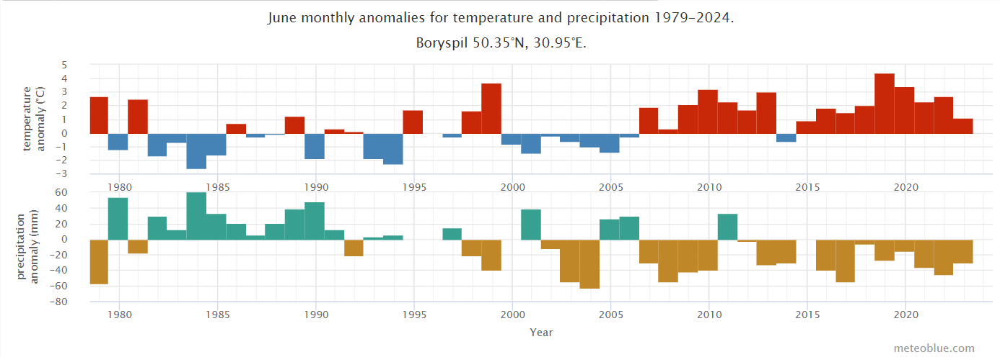 June monthly anomalies for temperature and precipitation 1979-2024.
Boryspil 50.35°N, 30.95°E.
temperature
anomaly (°C)
5
4
3
2
1
0
-1
-2
-3
1980 1985 1990 1995 2000 2005 2010 2015 2020
precipitation
anomaly (mm)
60
40
20
0
-20
-40
-60
-80
1980 1985 1990 1995 2000 2005 2010 2015 2020
Year
meteoblue.com